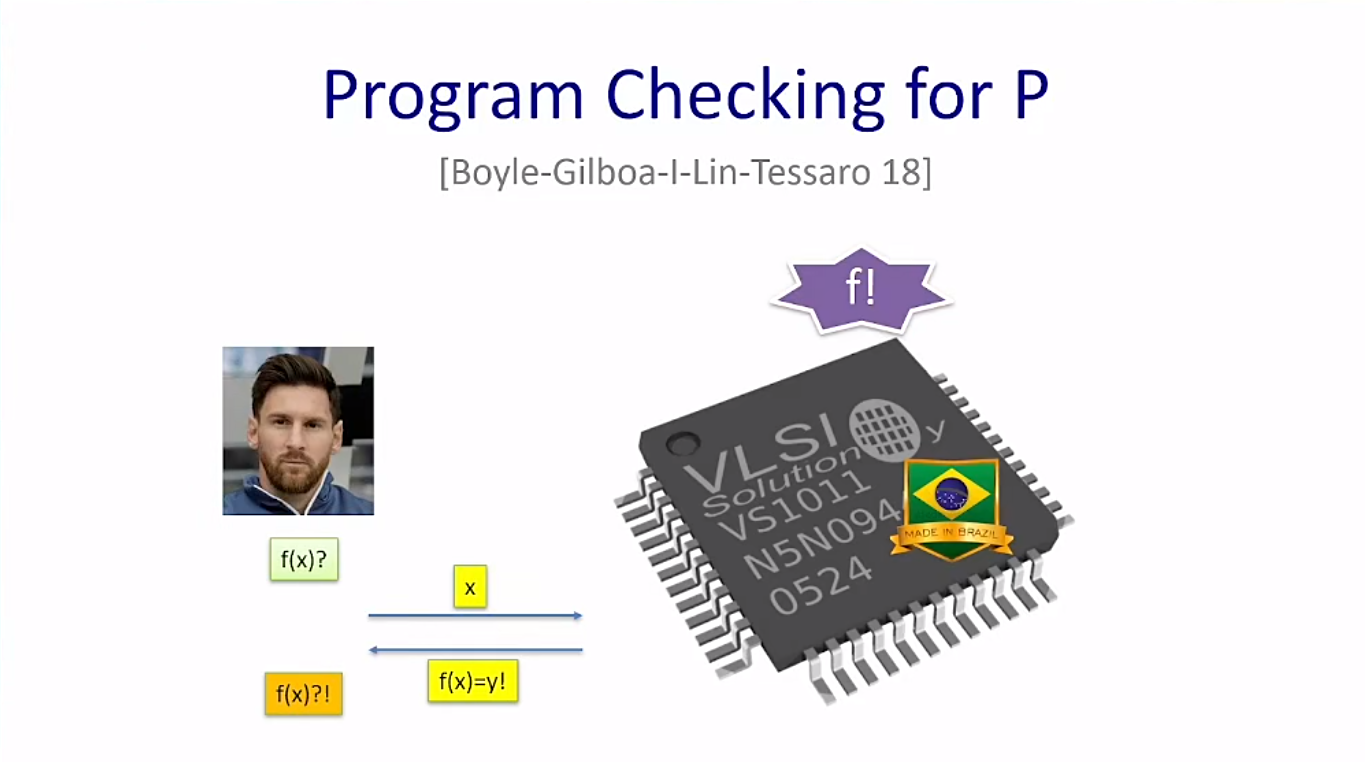 Program Checking for P
[Boyle-Gilboa-I-Lin-Tessaro 18]
f!
VLSI
y
Solution
VS1011
N5N094
0524
MADE IN BRAZIL
f(x)?
x
f(x)=y!
f(x)?!